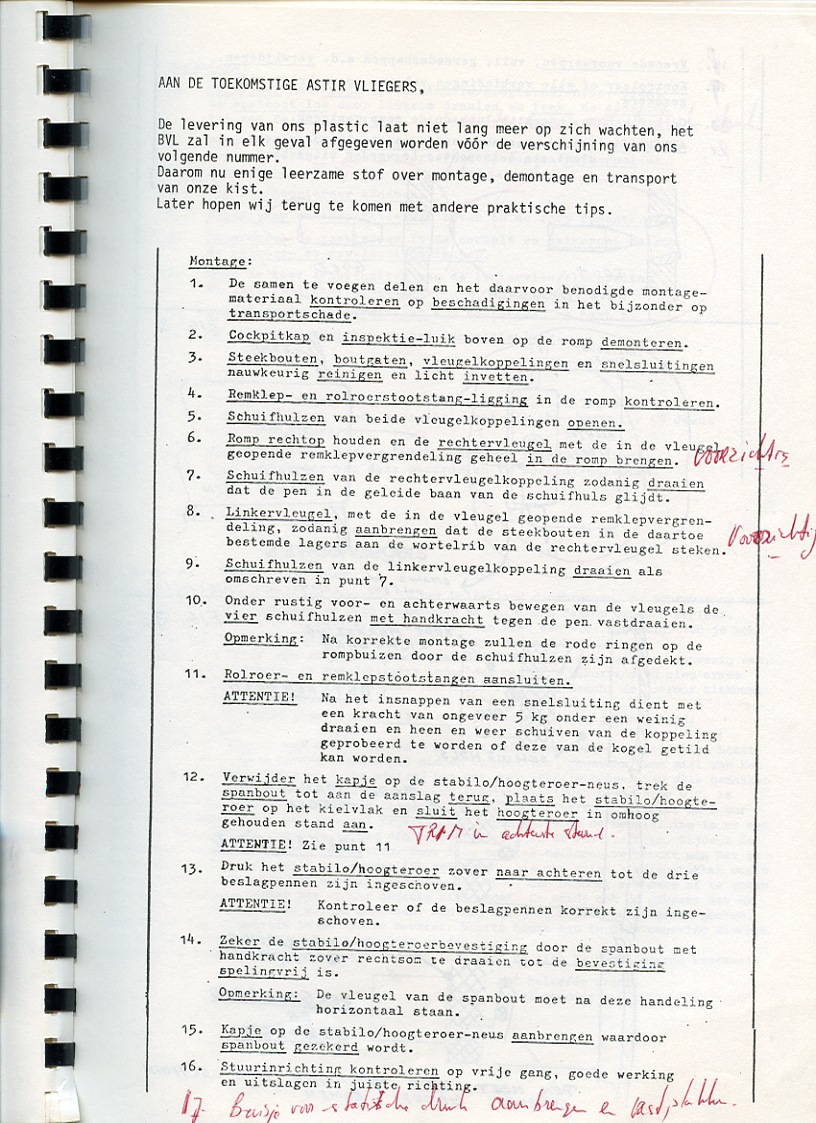 AAN DE TOEKOMSTIGE ASTIR VLIEGERS,
De levering van ons plastic laat niet lang meer op zich wachten, het
BVL zal in elk geval afgegeven worden vóór de verschijning van ons
volgende nummer.
Daarom nu enige leerzame stof over montage, demontage en transport
van onze kist.
Later hopen wij terug te komen met andere praktische tips.
Montage:
1. De samen te voegen delen en het daarvoor benodigde montage-
materiaal kontroleren op beschadigingen in het bijzonder op
transportschade.
2. Cockpitkap en inspektie-luik boven op de romp demonteren.
3. Steekbouten, boutgaten, vleugelkoppelingen en snelsluitingen
nauwkeurig reinigen en licht invetten.
4. Remklep- en rolroerstootstang-ligging in de romp kontroleren.
5. Schuifhulzen van beide vleugelkoppelingen openen.
6. Romp rechtop houden en de rechtervleugel met de in de vleugel
geopende remklepvergrendeling geheel in de romp brengen. voorzichtig
7. Schuifhulzen van de rechtervleugelkoppeling zodanig draaien
dat de pen in de geleide baan van de schuifhuls glijdt.
8. Linkervleugel, met de in de vleugel geopende remklepvergren-
deling, zodanig aanbrengen dat de steekbouten in de daartoe
bestemde lagers aan de wortelrib van de rechtervleugel steken. Voorzichtig
9. Schuifhulzen van de linkervleugelkoppeling draaien als
omschreven in punt 7.
10. Onder rustig voor- en achterwaarts bewegen van de vleugels de
vier schuifhulzen met handkracht tegen de pen vastdraaien.
Opmerking: Na korrekte montage zullen de rode ringen op de
rompbuizen door de schuifhulzen zijn afgedekt.
11. Rolroer- en remklepstootstangen aansluiten.
ATTENTIE! Na het insnappen van een snelsluiting dient met
een kracht van ongeveer 5 kg onder een weinig
draaien en heen en weer schuiven van de koppeling
geprobeerd te worden of deze van de kogel getild
kan worden.
12. Verwijder het kapje op de stabilo/hoogteroer-neus, trek de
spanbout tot aan de aanslag terug, plaats het stabilo/hoogte-
roer op het kielvlak en sluit het hoogteroer in omhoog
gehouden stand aan. TRIM in achterste stand.
ATTENTIE! Zie punt 11
13. Druk het stabilo/hoogteroer zover naar achteren tot de drie
beslagpennen zijn ingeschoven.
ATTENTIE! Kontroleer of de beslagpennen korrekt zijn inge-
schoven.
14. Zeker de stabilo/hoogteroerbevestiging door de spanbout met
handkracht zover rechtsom te draaien tot de bevestiging
spelingvrij is.
Opmerking: De vleugel van de spanbout moet na deze handeling
horizontaal staan.
15. Kapje op de stabilo/hoogteroer-neus aanbrengen waardoor
spanbout gezekerd wordt.
16. Stuurinrichting kontroleren op vrije gang, goede werking
en uitslagen in juiste richting.
17. Buisje voor statische druk aanbrengen en vastplakken.